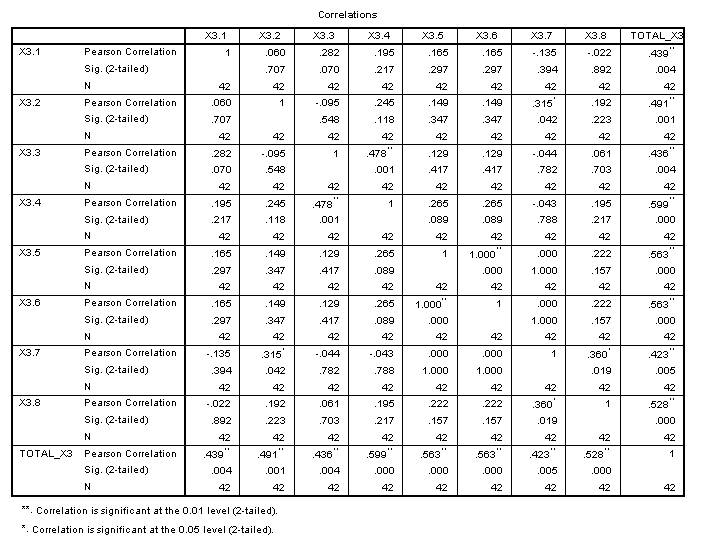 Correlations
X3.1 X3.2 X3.3 X3.4 X3.5 X3.6 X3.7 X3.8 TOTAL_X3
X3.1 Pearson Correlation 1 .060 .282 .195 .165 .165 -.135 -.022 .439**
Sig. (2-tailed) .707 .070 .217 .297 .297 .394 .892 .004
N 42 42 42 42 42 42 42 42 42
X3.2 Pearson Correlation .060 1 -.095 .245 .149 .149 .315* .192 .491**
Sig. (2-tailed) .707 .548 .118 .347 .347 .042 .223 .001
N 42 42 42 42 42 42 42 42 42
X3.3 Pearson Correlation .282 -.095 1 .478** .129 .129 -.044 .061 .436**
Sig. (2-tailed) .070 .548 .001 .417 .417 .782 .703 .004
N 42 42 42 42 42 42 42 42 42
X3.4 Pearson Correlation .195 .245 .478** 1 .265 .265 -.043 .195 .599**
Sig. (2-tailed) .217 .118 .001 .089 .089 .788 .217 .000
N 42 42 42 42 42 42 42 42 42
X3.5 Pearson Correlation .165 .149 .129 .265 1 1.000** .000 .222 .563**
Sig. (2-tailed) .297 .347 .417 .089 .000 1.000 .157 .000
N 42 42 42 42 42 42 42 42 42
X3.6 Pearson Correlation .165 .149 .129 .265 1.000** 1 .000 .222 .563**
Sig. (2-tailed) .297 .347 .417 .089 .000 1.000 .157 .000
N 42 42 42 42 42 42 42 42 42
X3.7 Pearson Correlation -.135 .315* -.044 -.043 .000 .000 1 .360* .423**
Sig. (2-tailed) .394 .042 .782 .788 1.000 1.000 .019 .005
N 42 42 42 42 42 42 42 42 42
X3.8 Pearson Correlation -.022 .192 .061 .195 .222 .222 .360* 1 .528**
Sig. (2-tailed) .892 .223 .703 .217 .157 .157 .019 .000
N 42 42 42 42 42 42 42 42 42
TOTAL_X3 Pearson Correlation .439** .491** .436** .599** .563** .563** .423** .528** 1
Sig. (2-tailed) .004 .001 .004 .000 .000 .000 .005 .000
N 42 42 42 42 42 42 42 42 42
**. Correlation is significant at the 0.01 level (2-tailed).
*. Correlation is significant at the 0.05 level (2-tailed).